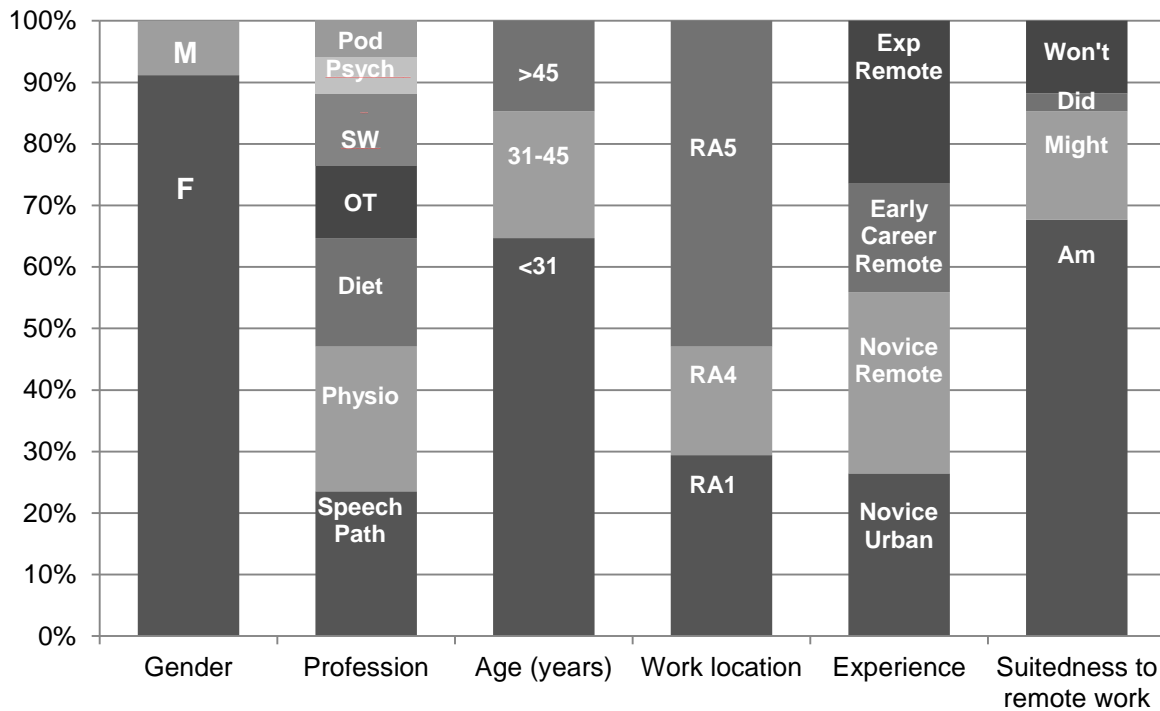 100%
90%
80%
70%
60%
50%
40%
30%
20%
10%
0%
M
F
Pod
Psych
SW
OT
Diet
Physio
Speech
Path
>45
31-45
<31
RA5
RA4
RA1
Exp
Remote
Early
Career
Remote
Novice
Remote
Novice
Urban
Won't
Did
Might
Am
Gender
Profession
Age (years)
Work location
Experience
Suitedness to
remote work